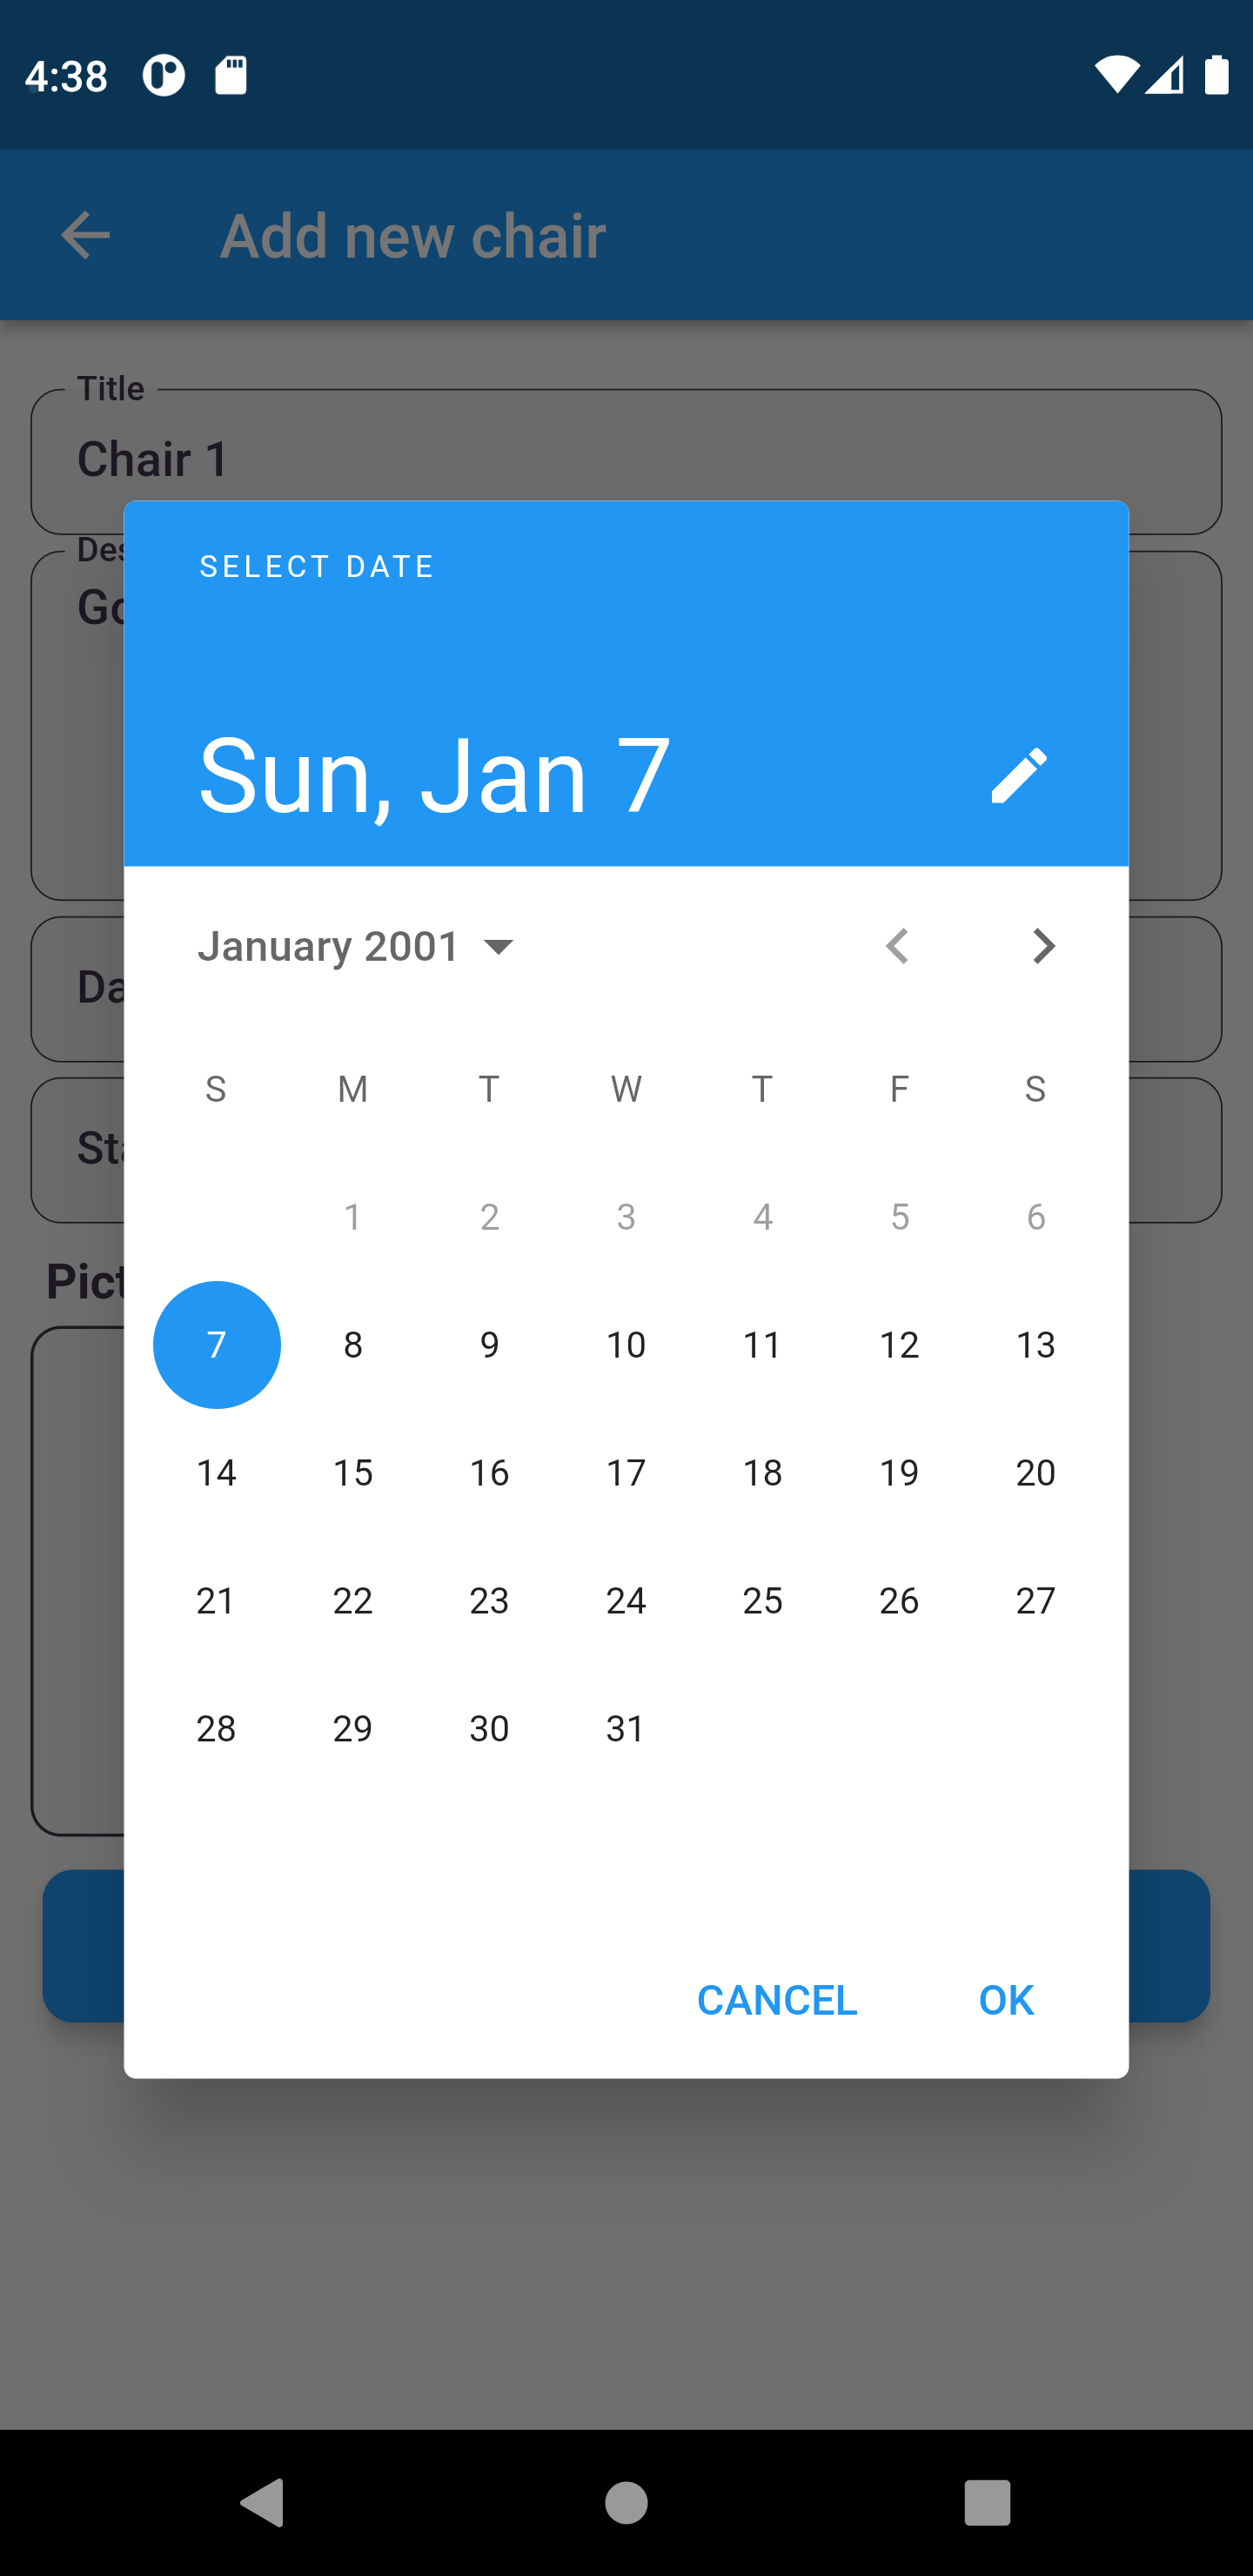 4:38
Add new chair
Title
Chair 1
SELECT DATE
Sun, Jan 7
January 2001
S M T W T F S
1 2 3 4 5 6
7 8 9 10 11 12 13
14 15 16 17 18 19 20
21 22 23 24 25 26 27
28 29 30 31
CANCEL OK